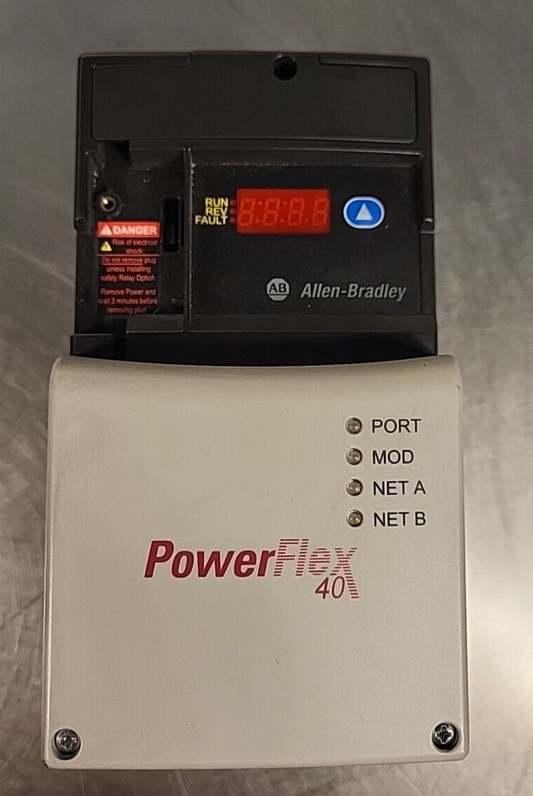 RUN
REV
FAULT
8.8.8.8
DANGER
Risk of electrical
shock.
Do not remove plug
unless installing
safety Relay Option.
Remove Power and
wait 3 minutes before
removing plug.
AB Allen-Bradley
PORT
MOD
NET A
NET B
PowerFlex
40